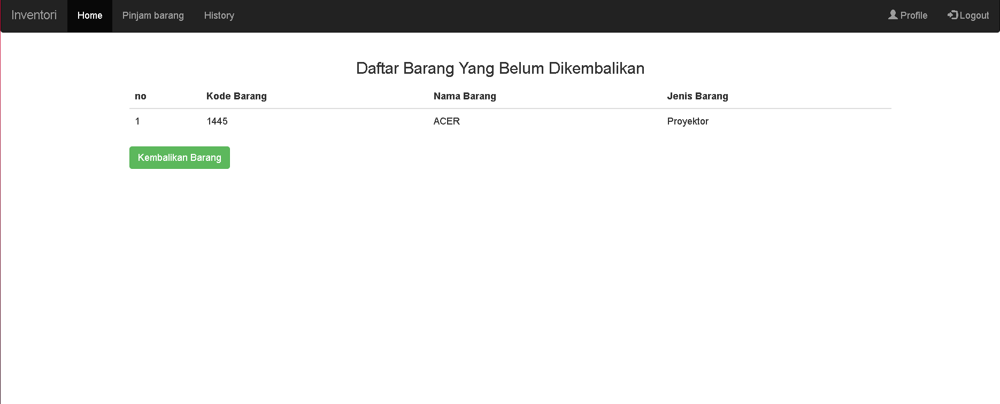 Inventori Home Pinjam barang History Profile Logout
Daftar Barang Yang Belum Dikembalikan
no Kode Barang Nama Barang Jenis Barang
1 1445 ACER Proyektor
Kembalikan Barang